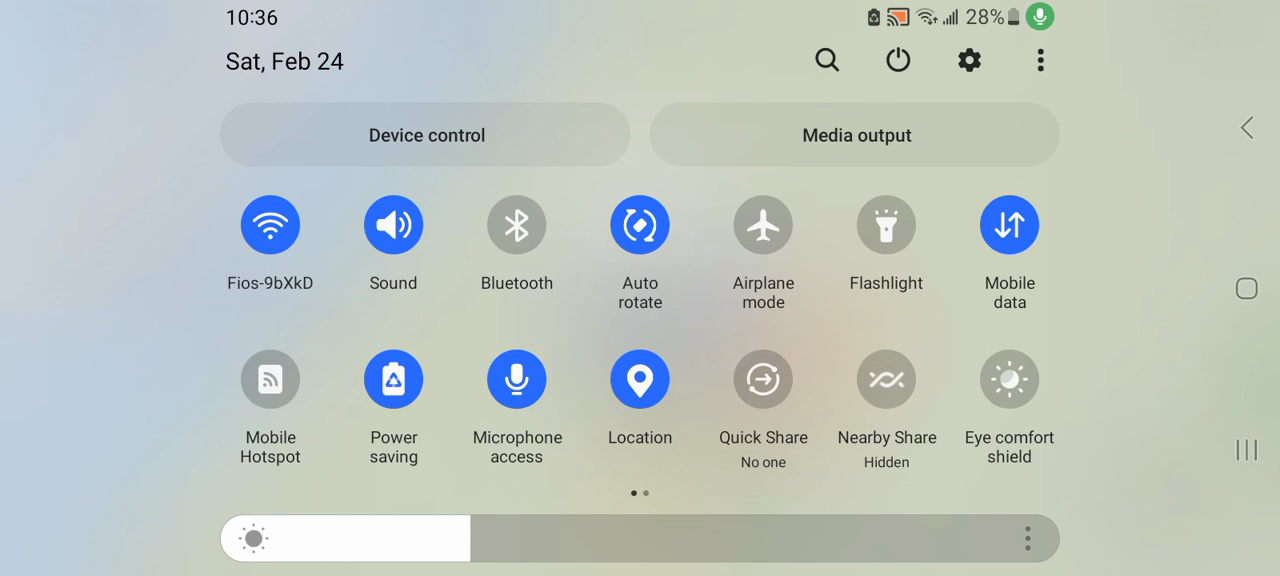 10:36
28%
Sat, Feb 24
Device control
Media output
Fios-9bXkD
Sound
Bluetooth
Auto
rotate
Airplane
mode
Flashlight
Mobile
data
Mobile
Hotspot
Power
saving
Microphone
access
Location
Quick Share
No one
Nearby Share
Hidden
Eye comfort
shield